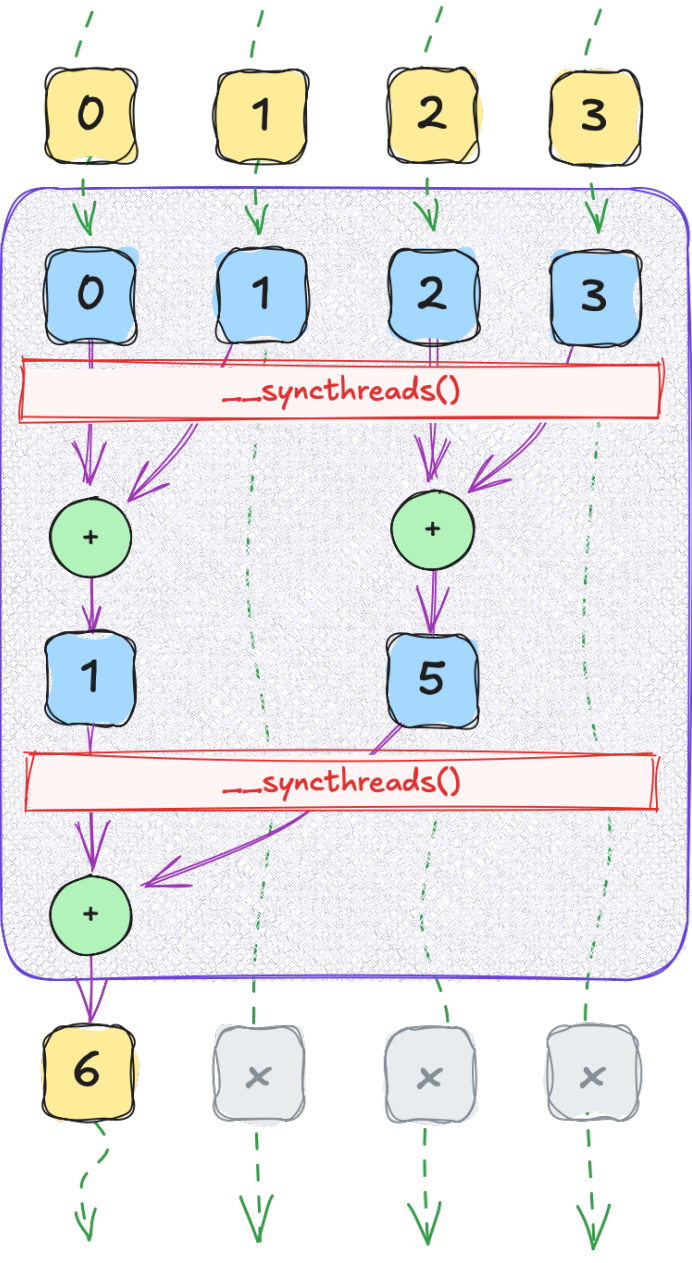 0 1 2 3
0 1 2 3
__syncthreads()
+ +
1 5
__syncthreads()
+
6 x x x